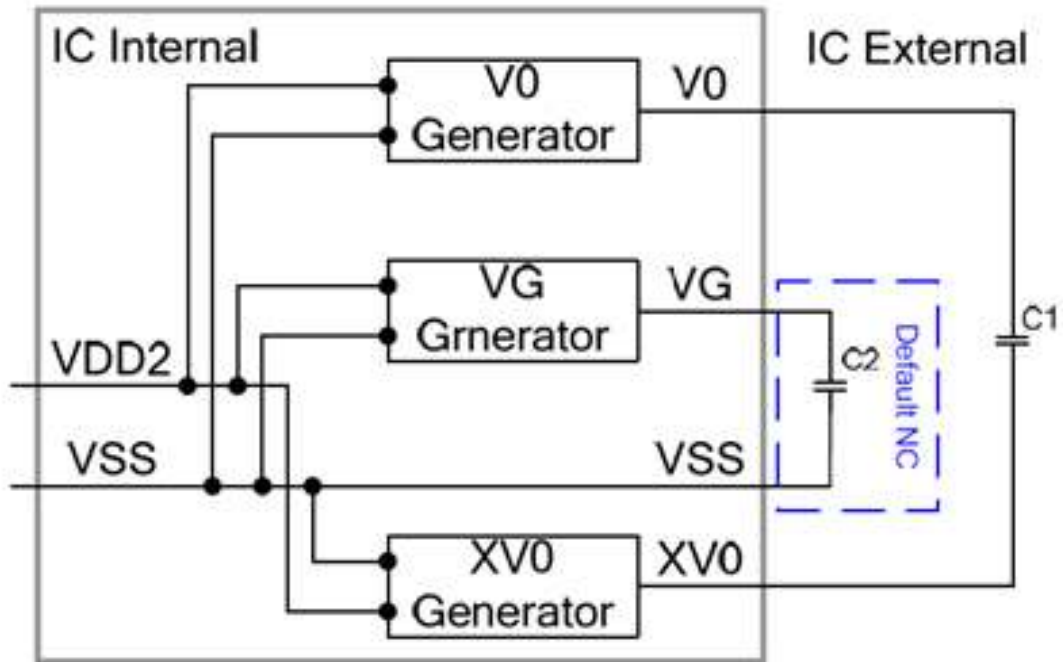 IC Internal
IC External
V0
Generator
V0
VG
Grnerator
VG
C1
C2
Default NC
VDD2
VSS
VSS
XV0
Generator
XV0